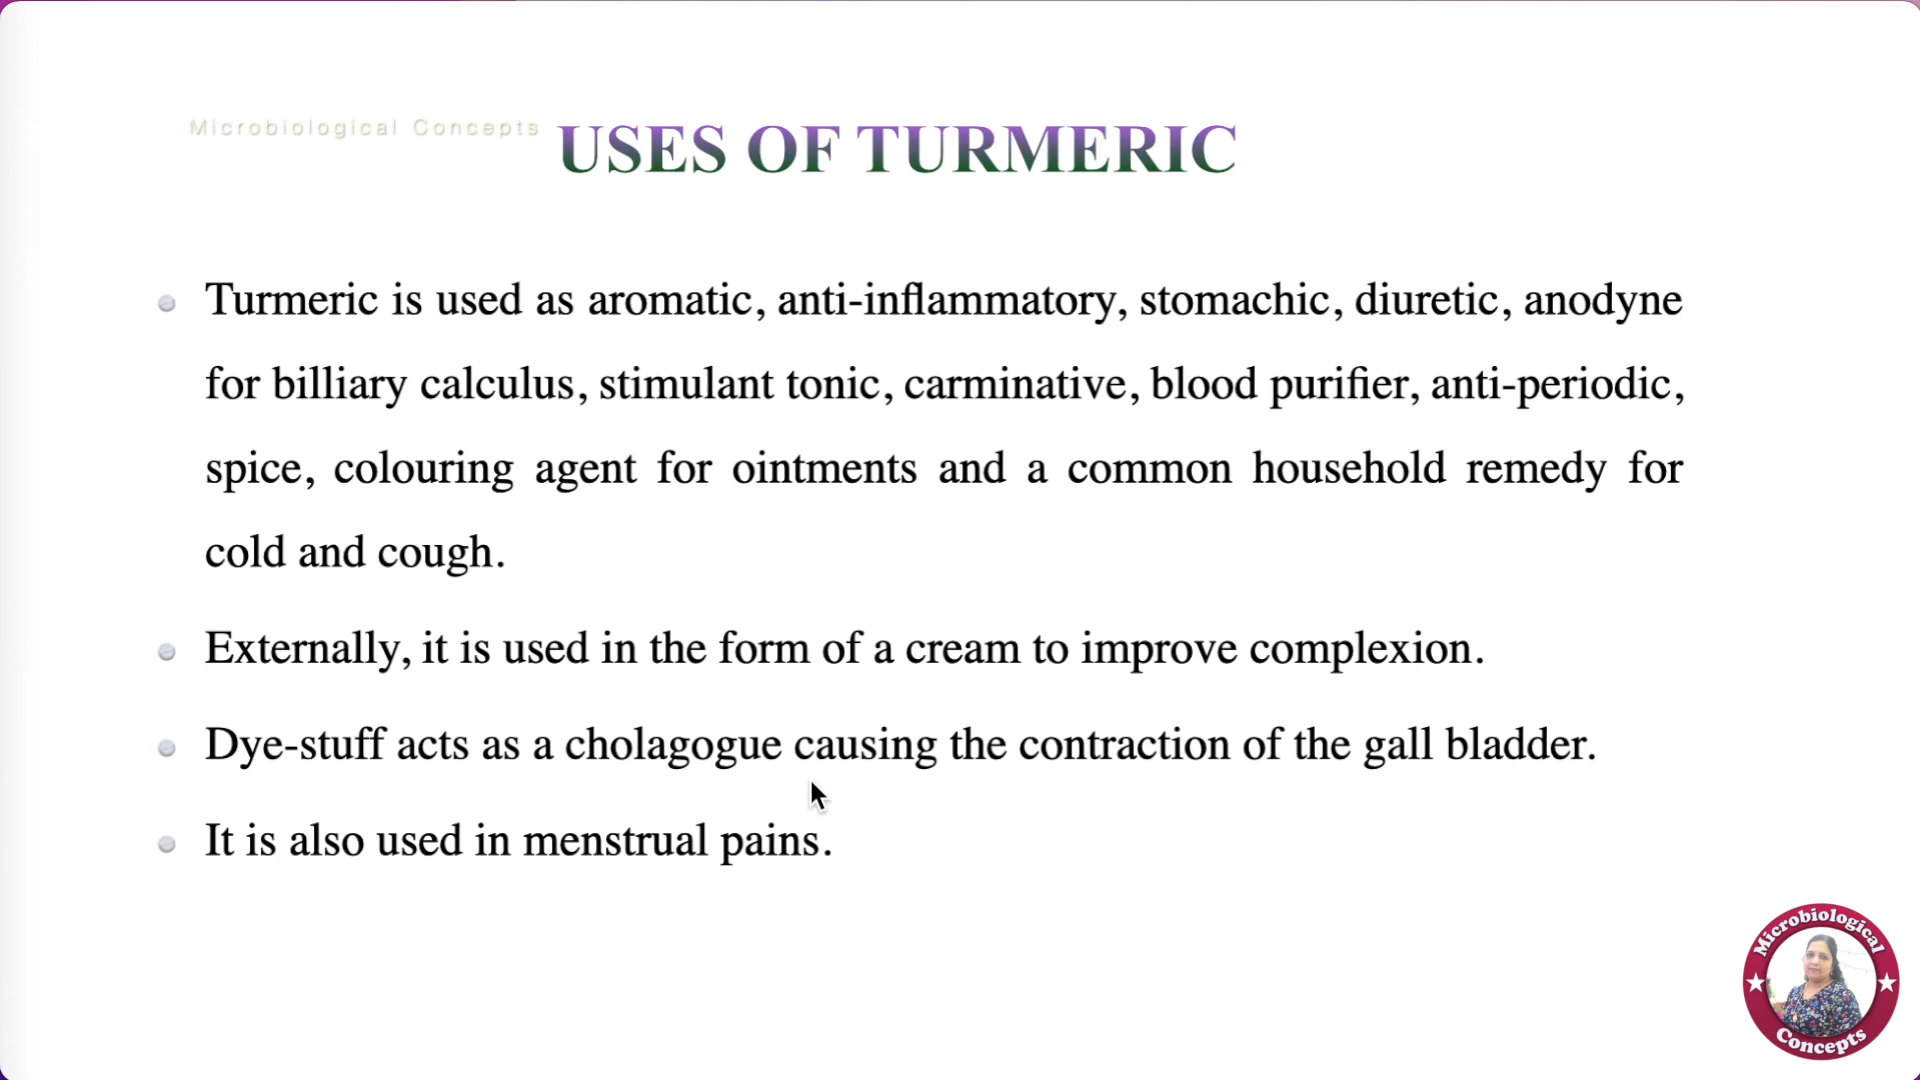 Microbiological Concepts
USES OF TURMERIC
Turmeric is used as aromatic, anti-inflammatory, stomachic, diuretic, anodyne
for billiary calculus, stimulant tonic, carminative, blood purifier, anti-periodic,
spice, colouring agent for ointments and a common household remedy for
cold and cough.
Externally, it is used in the form of a cream to improve complexion.
Dye-stuff acts as a cholagogue causing the contraction of the gall bladder.
It is also used in menstrual pains.
Microbiological
Concepts